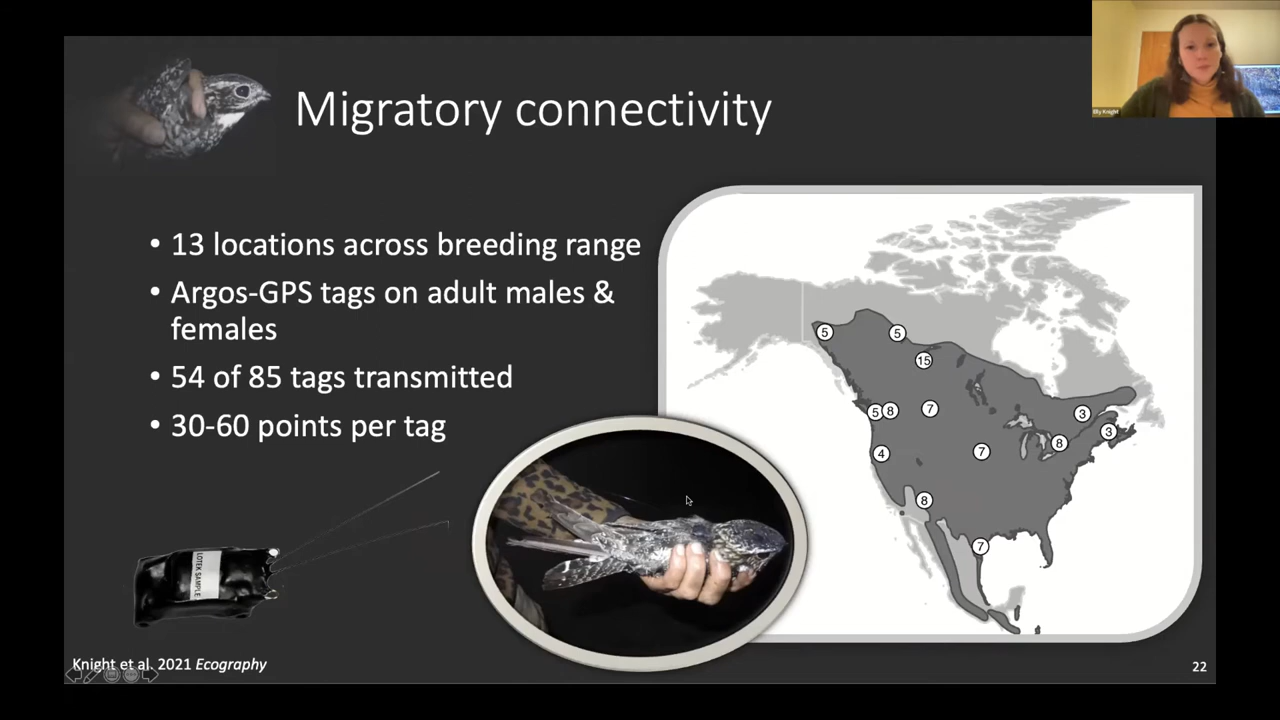 Elly Knight
Migratory connectivity
• 13 locations across breeding range
• Argos-GPS tags on adult males &
females
• 54 of 85 tags transmitted
• 30-60 points per tag
5
5
15
5
8
7
3
3
8
4
7
8
7
LOTEK SAMPLE
Knight et al. 2021 Ecography
22